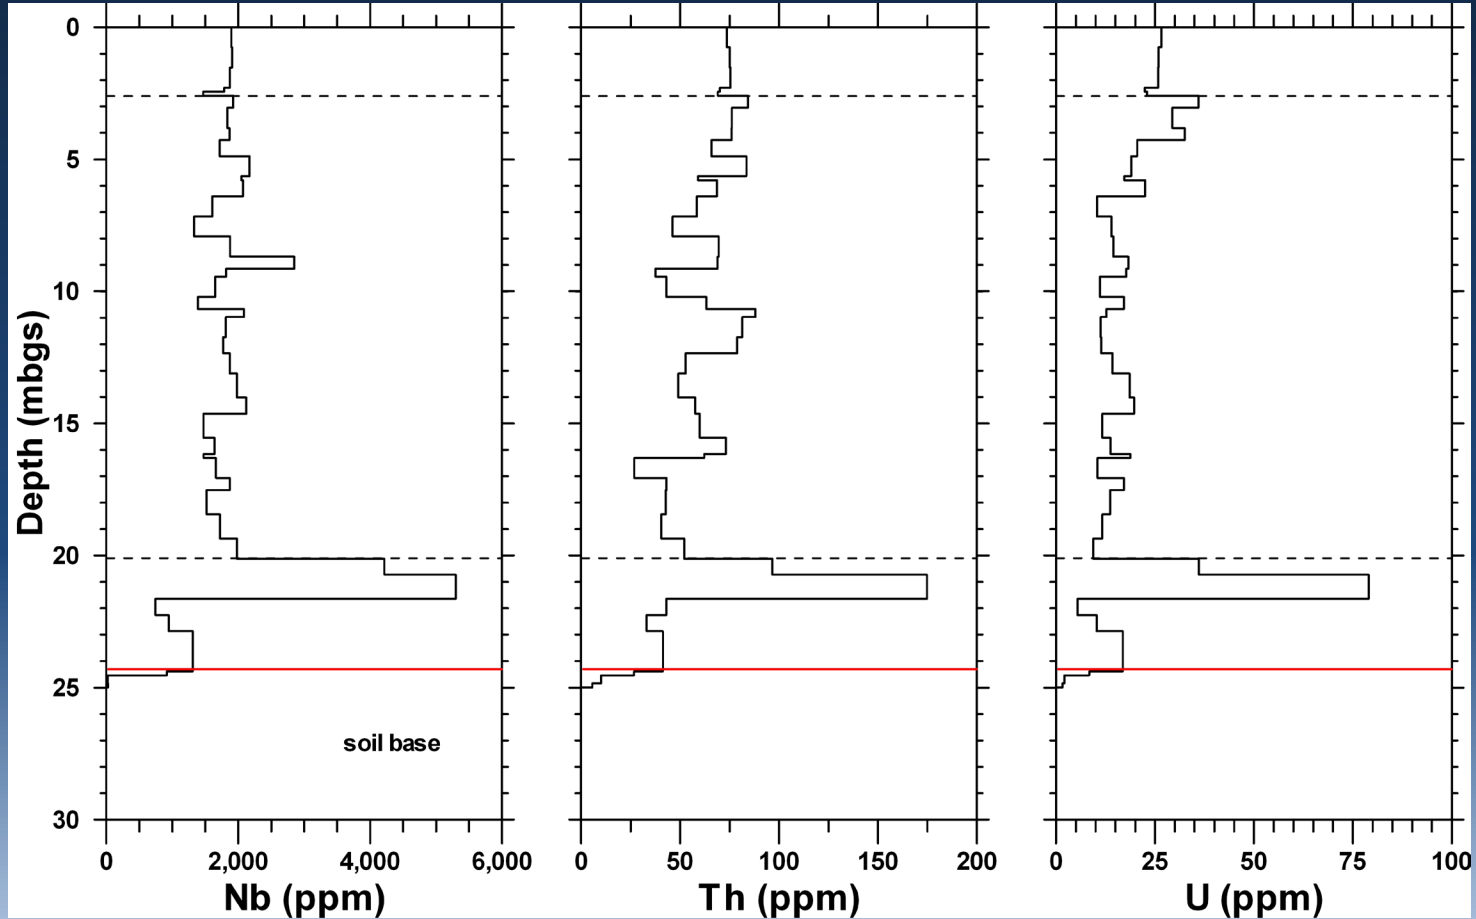 0
5
10
15
20
25
30
Depth (mbgs)
soil base
0 2,000 4,000 6,000
Nb (ppm)
0 50 100 150 200
Th (ppm)
0 25 50 75 100
U (ppm)